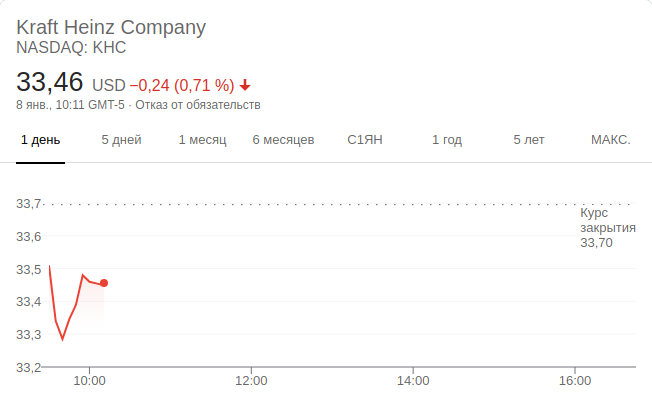 Kraft Heinz Company
NASDAQ: KHC
33,46 USD −0,24 (0,71 %)
8 янв., 10:11 GMT-5 · Отказ от обязательств
1 день 5 дней 1 месяц 6 месяцев С1ЯН 1 год 5 лет МАКС.
33,7
Курс
закрытия
33,6
33,70
33,5
33,4
33,3
33,2
10:00 12:00 14:00 16:00